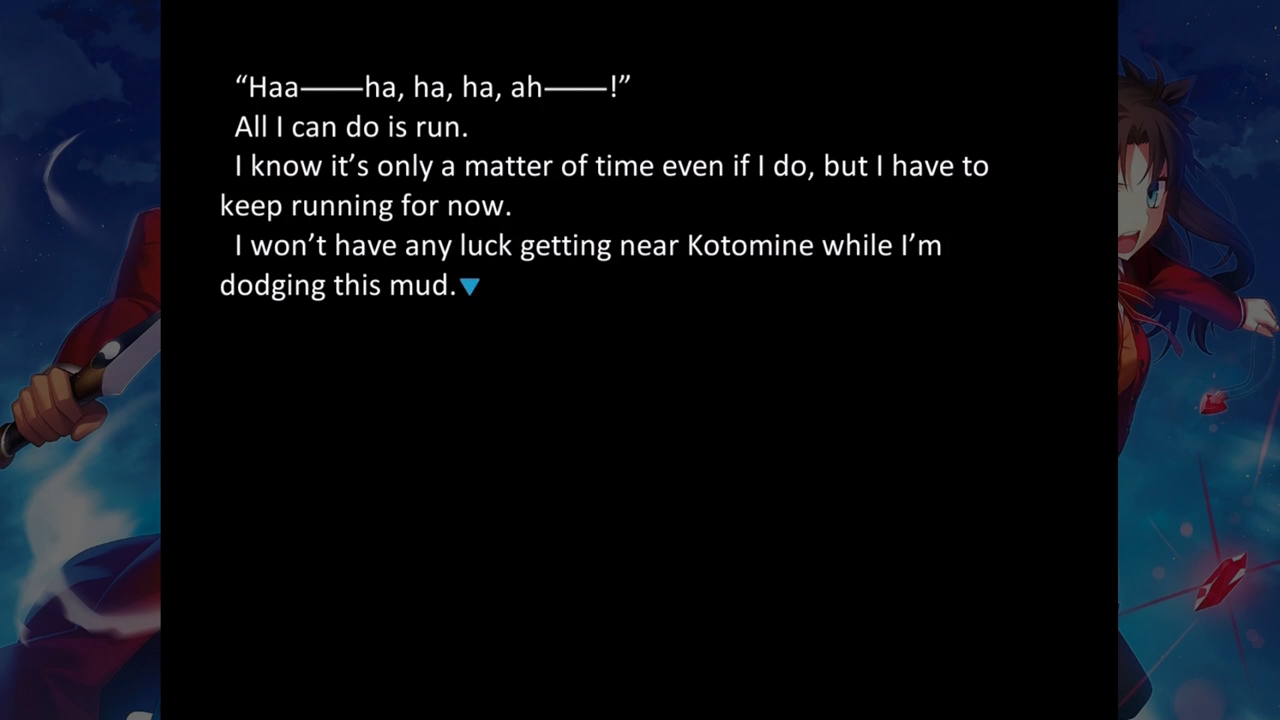 “Haa――ha, ha, ha, ah――!”
All I can do is run.
I know it’s only a matter of time even if I do, but I have to
keep running for now.
I won’t have any luck getting near Kotomine while I’m
dodging this mud.